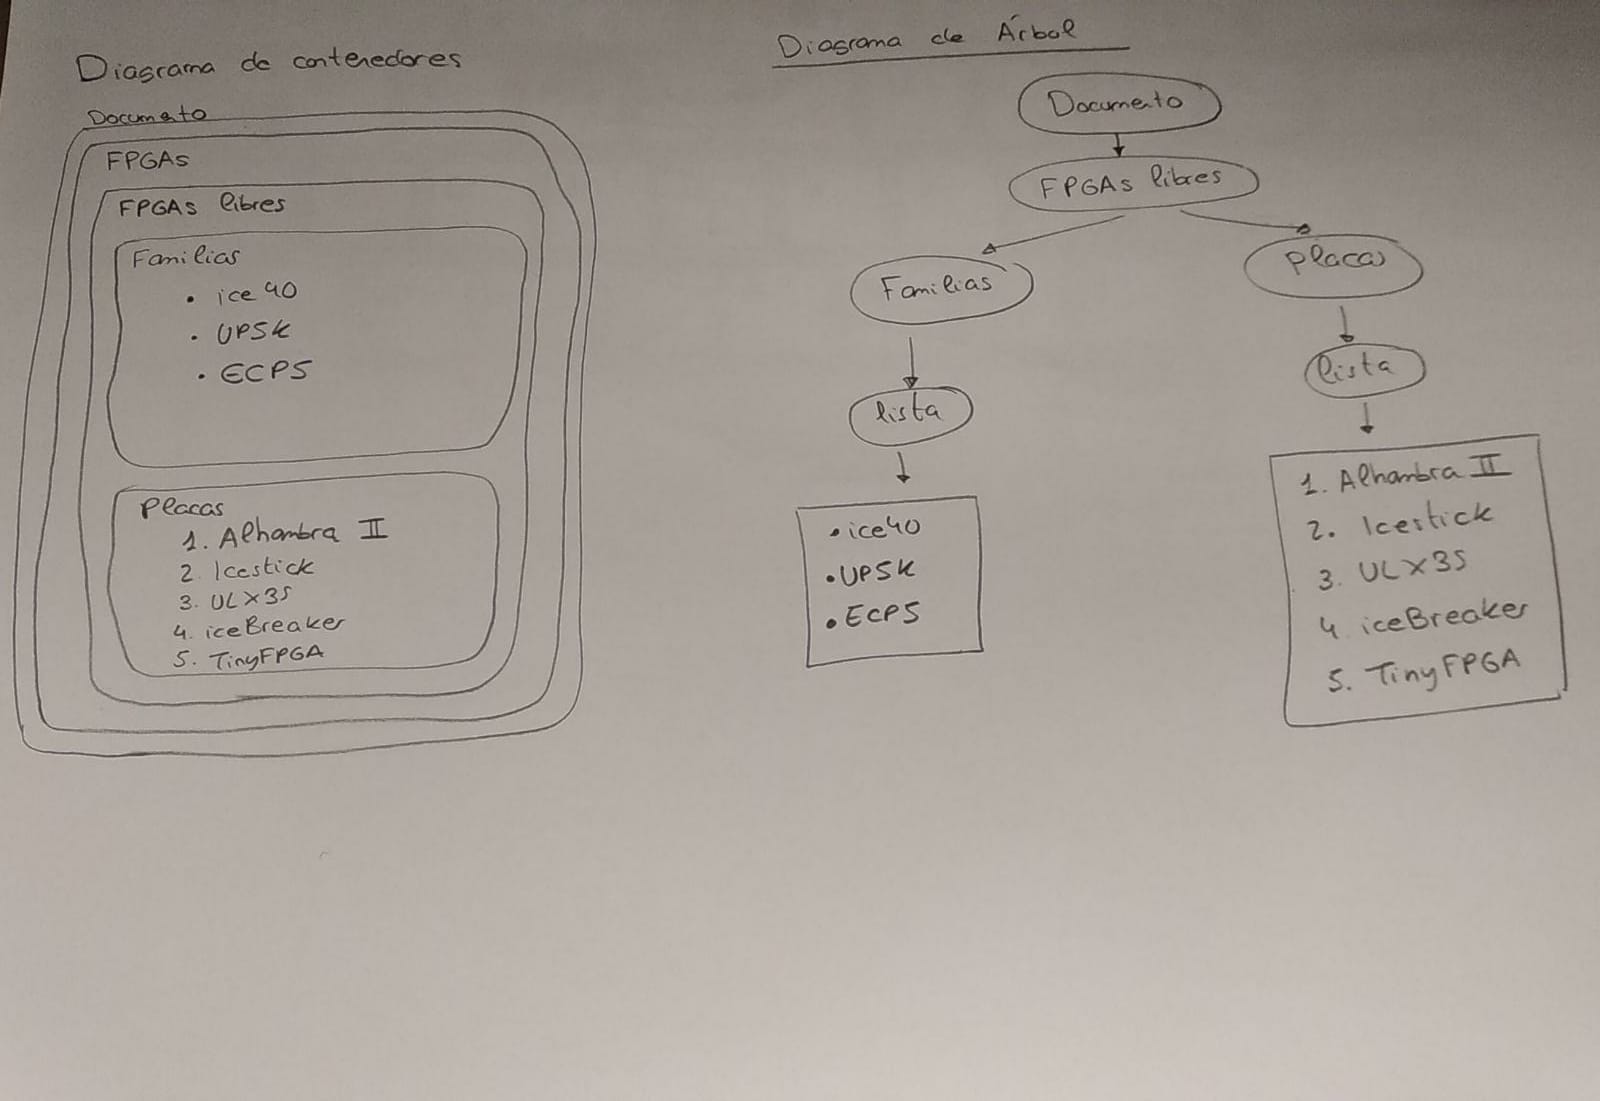 Diagrama de contenedores
Documento
FPGAs
FPGAs libres
Familias
• ice40
• UP5K
• ECP5
Placas
1. Alhambra II
2. Icestick
3. ULX3S
4. iceBreaker
5. TinyFPGA
Diagrama de Árbol
Documento
FPGAs libres
Familias
lista
• ice40
• UP5K
• ECP5
Placas
lista
1. Alhambra II
2. Icestick
3. ULX3S
4 iceBreaker
5. TinyFPGA